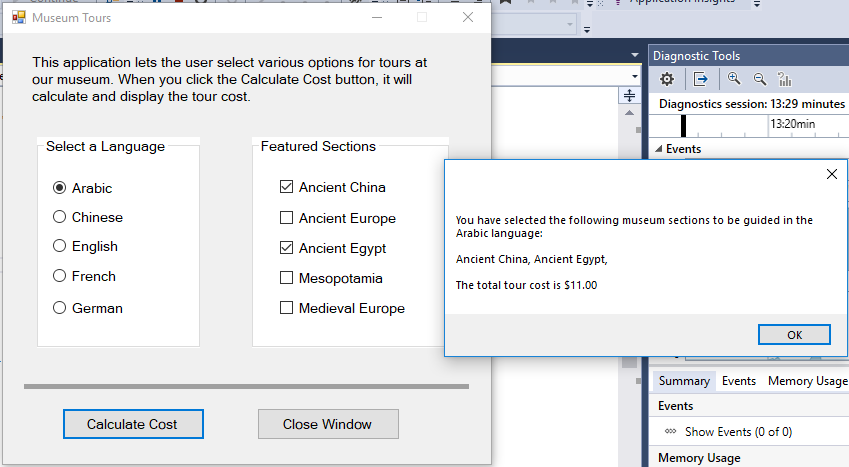 Continue
Application Insights
Museum Tours
This application lets the user select various options for tours at
our museum. When you click the Calculate Cost button, it will
calculate and display the tour cost.
Select a Language
Arabic
Chinese
English
French
German
Featured Sections
Ancient China
Ancient Europe
Ancient Egypt
Mesopotamia
Medieval Europe
Calculate Cost
Close Window
You have selected the following museum sections to be guided in the
Arabic language:
Ancient China, Ancient Egypt,
The total tour cost is $11.00
OK
Diagnostic Tools
Diagnostics session: 13:29 minutes
13:20min
Events
Summary Events Memory Usage
Events
Show Events (0 of 0)
Memory Usage